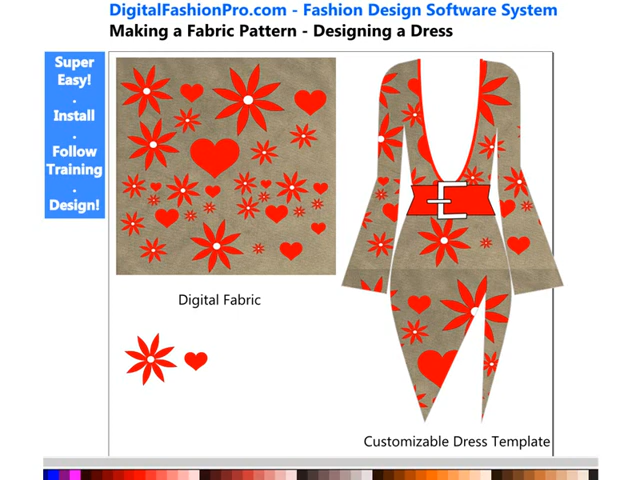 DigitalFashionPro.com - Fashion Design Software System
Making a Fabric Pattern - Designing a Dress
Super
Easy!
.
Install
.
Follow
Training
.
Design!
Digital Fabric
Customizable Dress Template